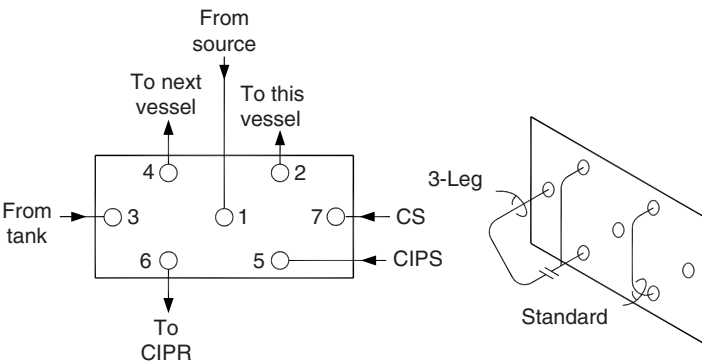 From
source
To next
vessel
To this
vessel
4
2
3-Leg
From
tank
3
1
7
CS
6
5
CIPS
To
CIPR
Standard